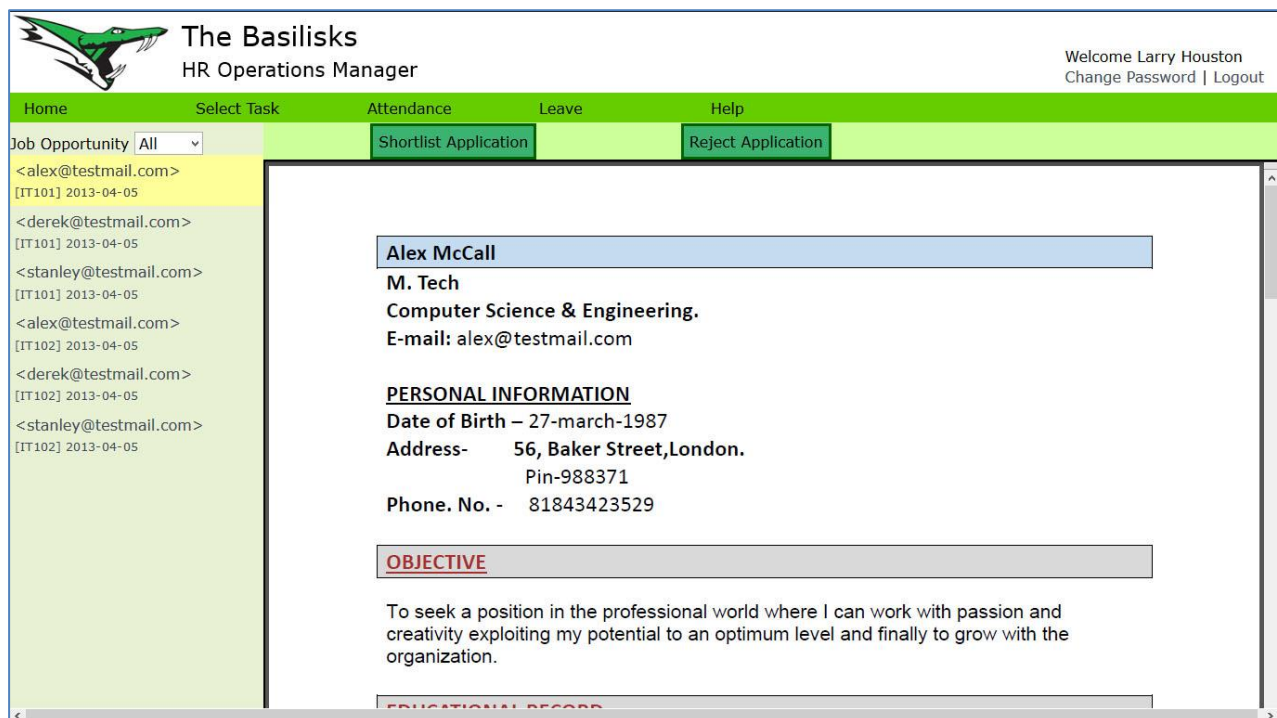 The Basilisks
HR Operations Manager
Welcome Larry Houston
Change Password | Logout
Home Select Task Attendance Leave Help
Job Opportunity All Shortlist Application Reject Application
<alex@testmail.com>
[IT101] 2013-04-05
<derek@testmail.com>
[IT101] 2013-04-05
<stanley@testmail.com>
[IT101] 2013-04-05
<alex@testmail.com>
[IT102] 2013-04-05
<derek@testmail.com>
[IT102] 2013-04-05
<stanley@testmail.com>
[IT102] 2013-04-05
Alex McCall
M. Tech
Computer Science & Engineering.
E-mail: alex@testmail.com
PERSONAL INFORMATION
Date of Birth – 27-march-1987
Address- 56, Baker Street,London.
Pin-988371
Phone. No. - 81843423529
OBJECTIVE
To seek a position in the professional world where I can work with passion and
creativity exploiting my potential to an optimum level and finally to grow with the
organization.
EDUCATIONAL RECORD